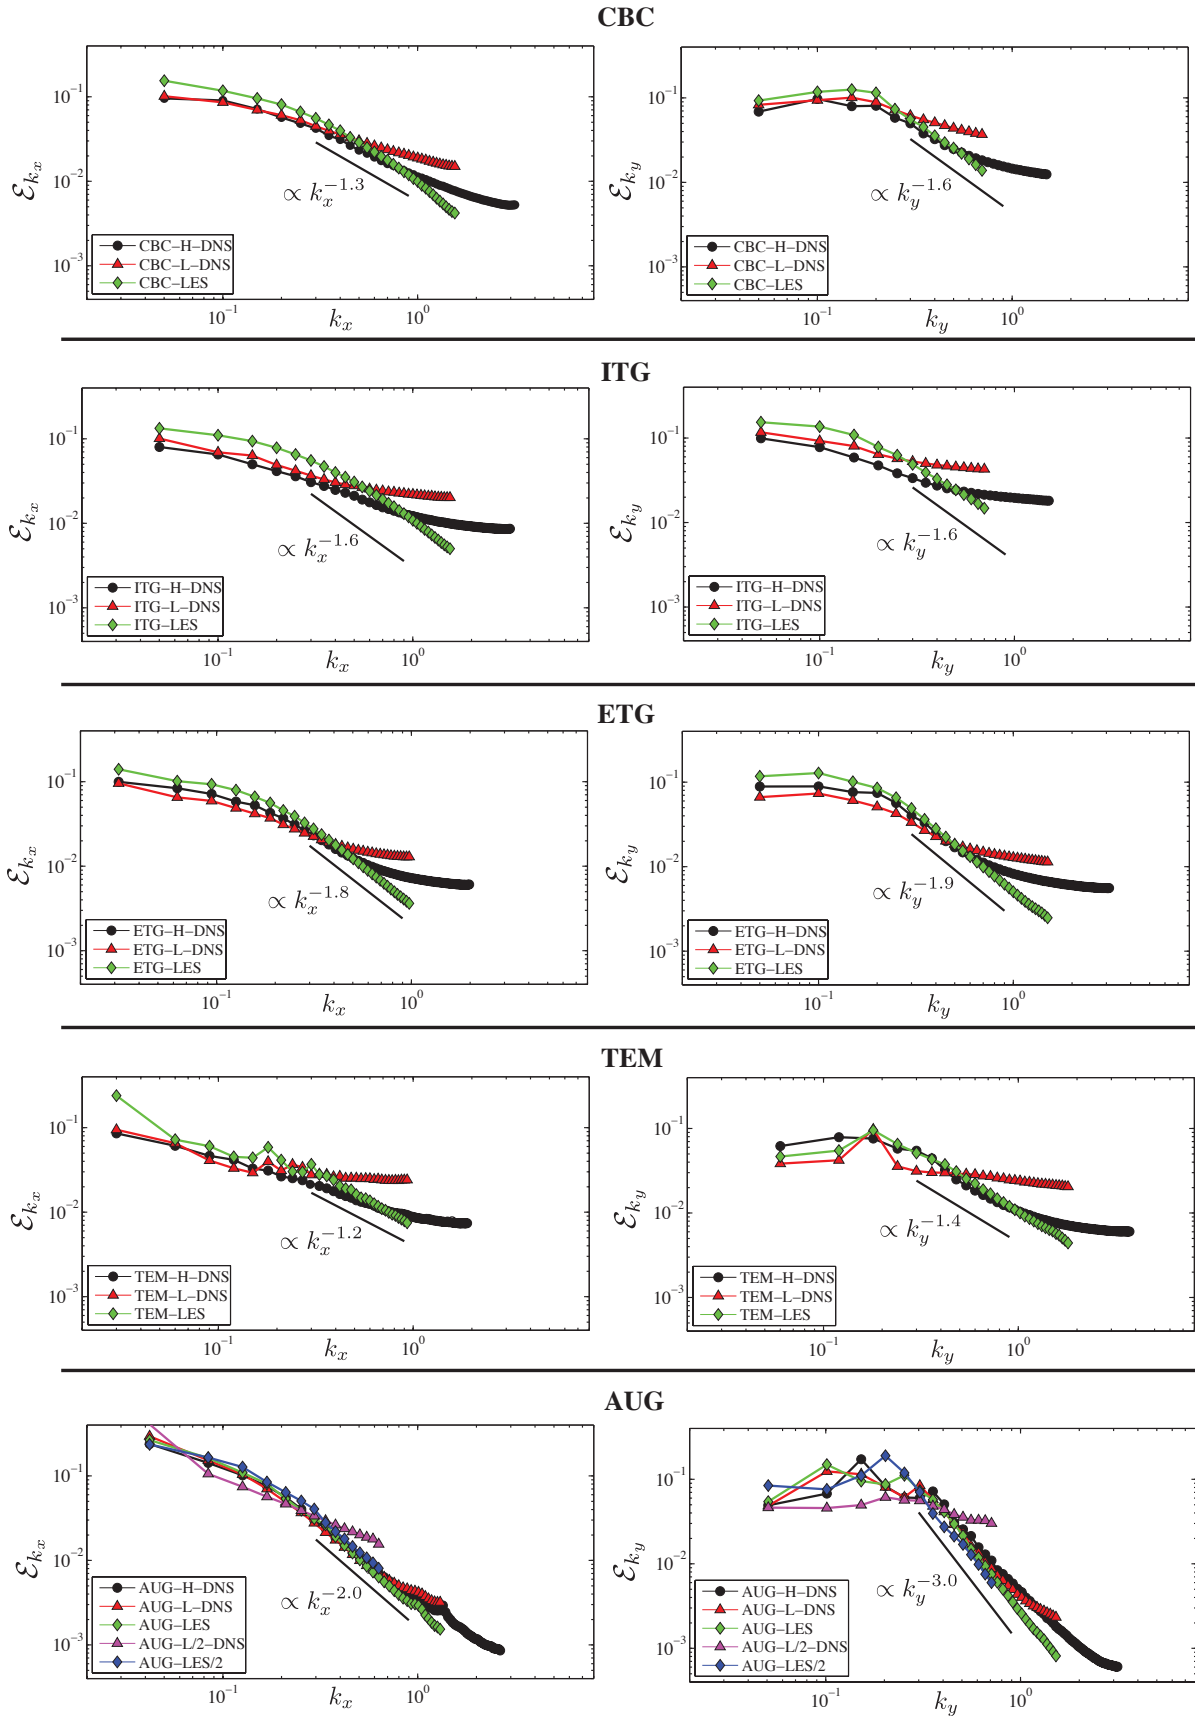 CBC
10^{-1}
10^{-2}
10^{-3}
\mathcal{E}_{k_x}
∝ k_x^{-1.3}
CBC–H–DNS
CBC–L–DNS
CBC–LES
10^{-1}
10^{0}
k_x
10^{-1}
10^{-2}
10^{-3}
\mathcal{E}_{k_y}
∝ k_y^{-1.6}
CBC–H–DNS
CBC–L–DNS
CBC–LES
10^{-1}
10^{0}
k_y
ITG
10^{-1}
10^{-2}
10^{-3}
\mathcal{E}_{k_x}
∝ k_x^{-1.6}
ITG–H–DNS
ITG–L–DNS
ITG–LES
10^{-1}
10^{0}
k_x
10^{-1}
10^{-2}
10^{-3}
\mathcal{E}_{k_y}
∝ k_y^{-1.6}
ITG–H–DNS
ITG–L–DNS
ITG–LES
10^{-1}
10^{0}
k_y
ETG
10^{-1}
10^{-2}
10^{-3}
\mathcal{E}_{k_x}
∝ k_x^{-1.8}
ETG–H–DNS
ETG–L–DNS
ETG–LES
10^{-1}
10^{0}
k_x
10^{-1}
10^{-2}
10^{-3}
\mathcal{E}_{k_y}
∝ k_y^{-1.9}
ETG–H–DNS
ETG–L–DNS
ETG–LES
10^{-1}
10^{0}
k_y
TEM
10^{-1}
10^{-2}
10^{-3}
\mathcal{E}_{k_x}
∝ k_x^{-1.2}
TEM–H–DNS
TEM–L–DNS
TEM–LES
10^{-1}
10^{0}
k_x
10^{-1}
10^{-2}
10^{-3}
\mathcal{E}_{k_y}
∝ k_y^{-1.4}
TEM–H–DNS
TEM–L–DNS
TEM–LES
10^{-1}
10^{0}
k_y
AUG
10^{-1}
10^{-2}
10^{-3}
\mathcal{E}_{k_x}
∝ k_x^{-2.0}
AUG–H–DNS
AUG–L–DNS
AUG–LES
AUG–L/2–DNS
AUG–LES/2
10^{-1}
10^{0}
k_x
10^{-1}
10^{-2}
10^{-3}
\mathcal{E}_{k_y}
∝ k_y^{-3.0}
AUG–H–DNS
AUG–L–DNS
AUG–LES
AUG–L/2–DNS
AUG–LES/2
10^{-1}
10^{0}
k_y